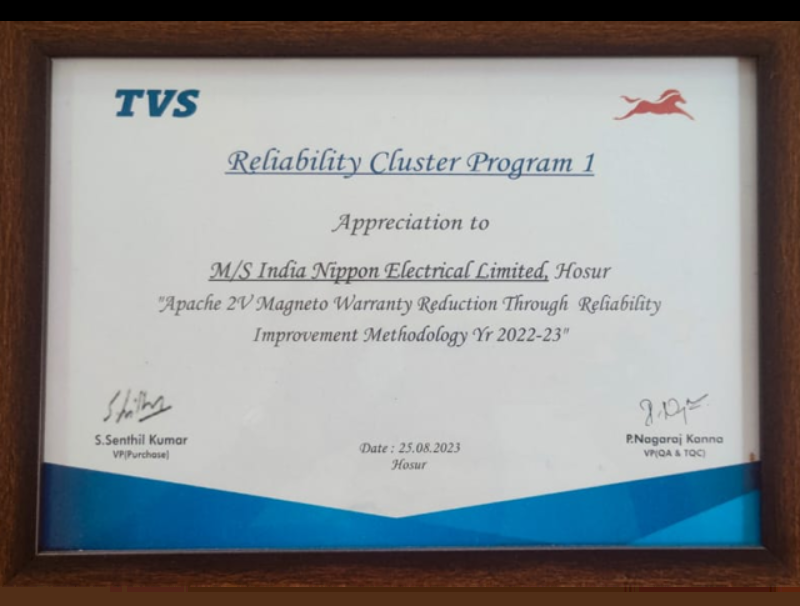 TVS
Reliability Cluster Program 1
Appreciation to
M/S India Nippon Electrical Limited, Hosur
"Apache 2V Magneto Warranty Reduction Through Reliability
Improvement Methodology Yr 2022-23"
S.Senthil Kumar
VP(Purchase)
Date : 25.08.2023
Hosur
P.Nagaraj Kanna
VP(QA & TQC)